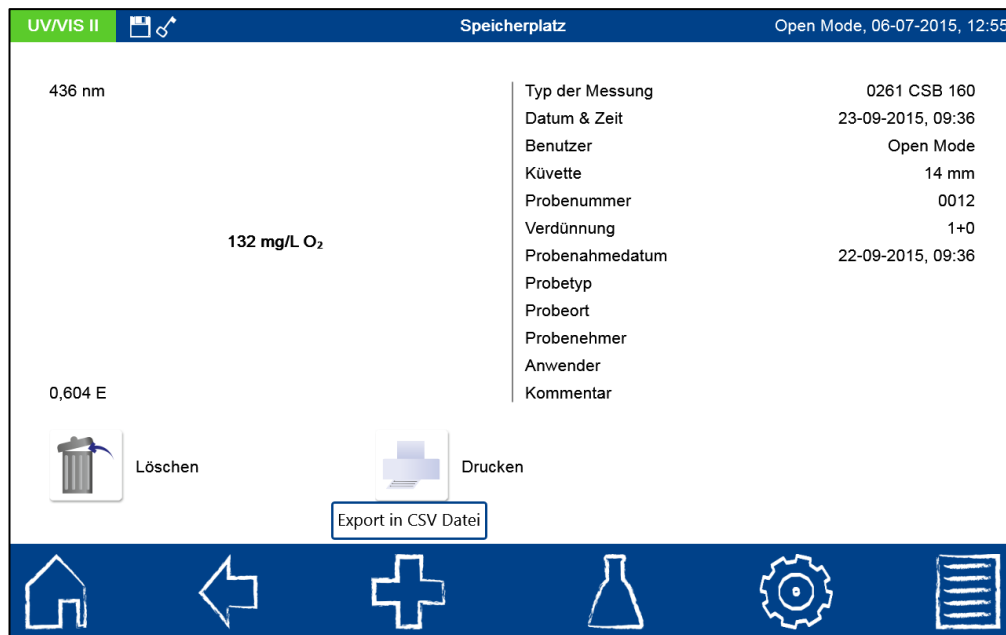 UV/VIS II Speicherplatz Open Mode, 06-07-2015, 12:55
436 nm
132 mg/L O₂
0,604 E
Typ der Messung 0261 CSB 160
Datum & Zeit 23-09-2015, 09:36
Benutzer Open Mode
Küvette 14 mm
Probenummer 0012
Verdünnung 1+0
Probenahmedatum 22-09-2015, 09:36
Probetyp
Probeort
Probenehmer
Anwender
Kommentar
Löschen Drucken
Export in CSV Datei